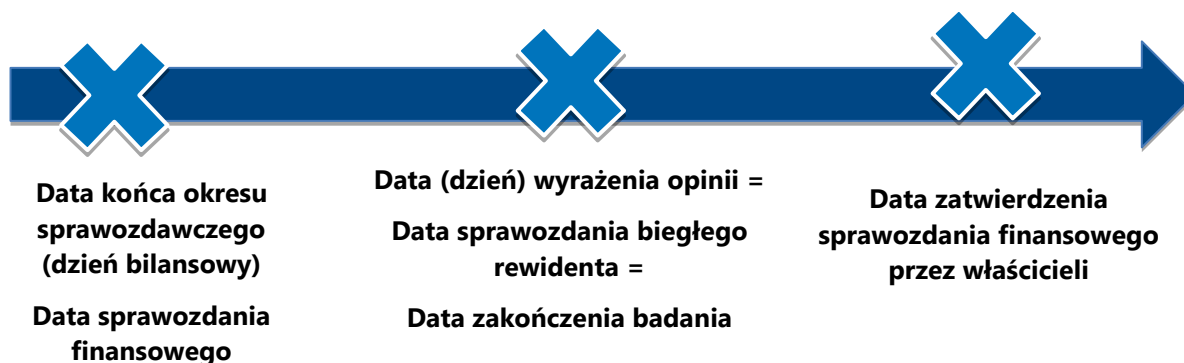 Data końca okresu
sprawozdawczego
(dzień bilansowy)
Data sprawozdania
finansowego
Data (dzień) wyrażenia opinii =
Data sprawozdania biegłego
rewidenta =
Data zakończenia badania
Data zatwierdzenia
sprawozdania finansowego
przez właścicieli